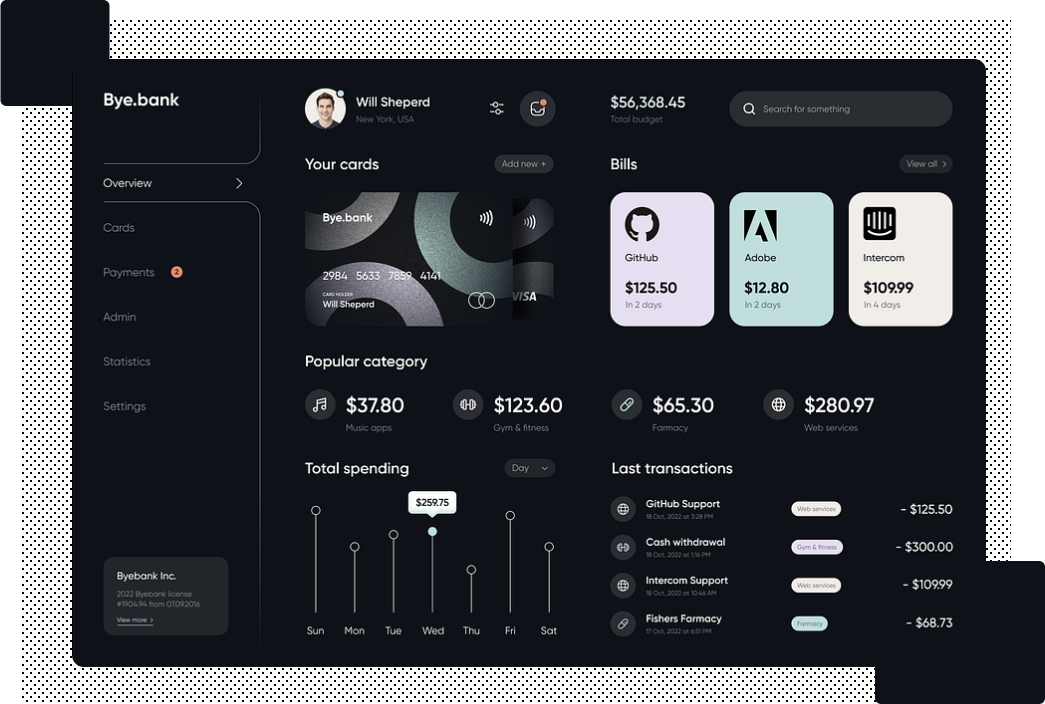 Bye.bank
Overview
Cards
Payments 2
Admin
Statistics
Settings
Byebank Inc.
2022 Byebank license
#1904.94 from 07.09.2016
View more
Will Sheperd
New York, USA
$56,368.45
Total budget
Search for something
Your cards
Add new +
Bye.bank
2984 5633 7859 4141
CARD HOLDER
Will Sheperd
VISA
Bills
View all
GitHub
$125.50
In 2 days
Adobe
$12.80
In 2 days
Intercom
$109.99
In 4 days
Popular category
$37.80
Music apps
$123.60
Gym & fitness
$65.30
Farmacy
$280.97
Web services
Total spending
Day
$259.75
Sun Mon Tue Wed Thu Fri Sat
Last transactions
GitHub Support
18 Oct, 2022 at 3:28 PM
Web services
- $125.50
Cash withdrawal
18 Oct, 2022 at 1:16 PM
Gym & fitness
- $300.00
Intercom Support
18 Oct, 2022 at 10:46 AM
Web services
- $109.99
Fishers Farmacy
17 Oct, 2022 at 6:51 PM
Farmacy
- $68.73